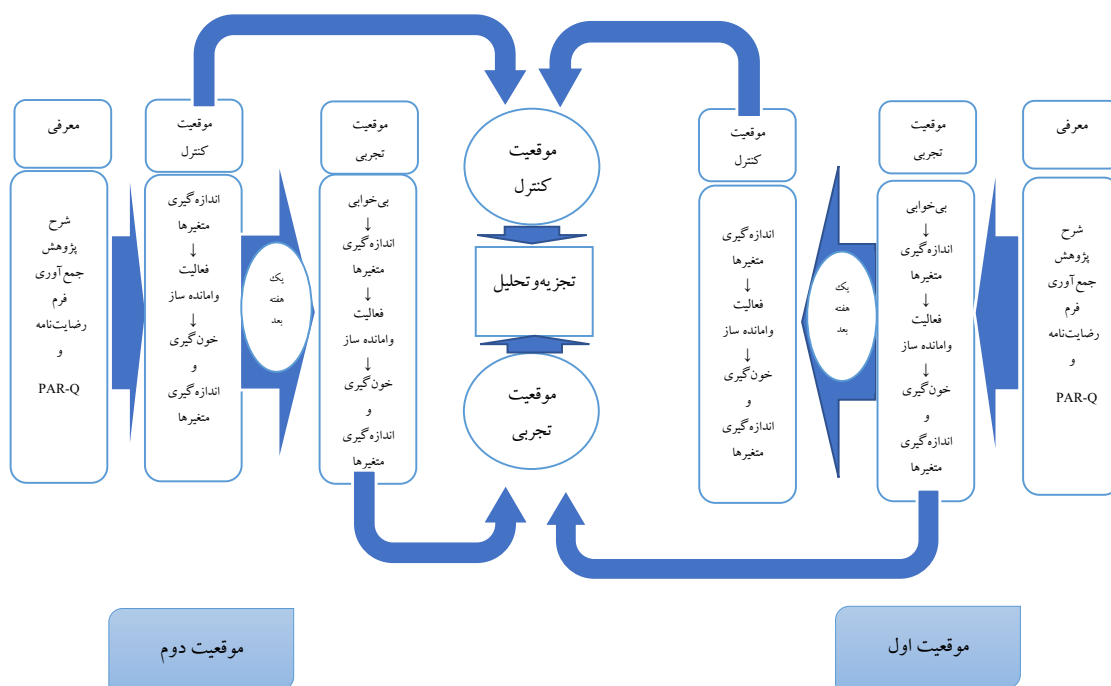 معرفی
موقعیت
تجربی
موقعیت
کنترل
شرح
پژوهش
جمع‌آوری
فرم
رضایت‌نامه
و
PAR-Q
بی‌خوابی
↓
اندازه‌گیری
متغیرها
↓
فعالیت
وامانده ساز
↓
خون‌گیری
و
اندازه‌گیری
متغیرها
یک
هفته
بعد
اندازه‌گیری
متغیرها
↓
فعالیت
وامانده ساز
↓
خون‌گیری
و
اندازه‌گیری
متغیرها
موقعیت
کنترل
تجزیه‌وتحلیل
موقعیت
تجربی
موقعیت
تجربی
موقعیت
کنترل
معرفی
بی‌خوابی
↓
اندازه‌گیری
متغیرها
↓
فعالیت
وامانده ساز
↓
خون‌گیری
و
اندازه‌گیری
متغیرها
یک
هفته
بعد
اندازه‌گیری
متغیرها
↓
فعالیت
وامانده ساز
↓
خون‌گیری
و
اندازه‌گیری
متغیرها
شرح
پژوهش
جمع‌آوری
فرم
رضایت‌نامه
و
PAR-Q
موقعیت اول
موقعیت دوم